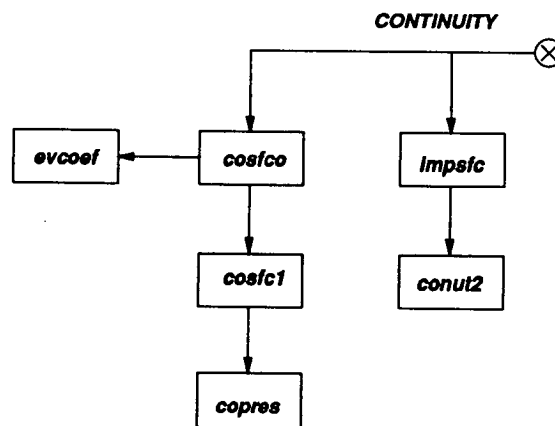 CONTINUITY
evcoef
cosfco
impsfc
cosfc1
conut2
copres